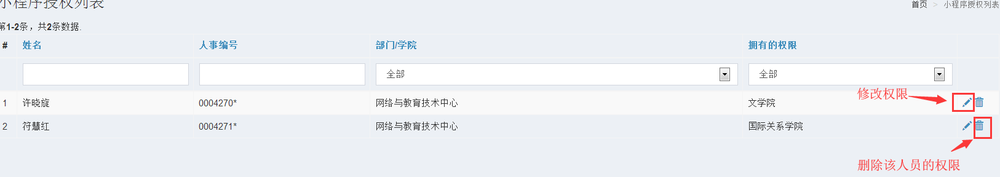 小程序授权列表
首页 > 小程序授权列表
第1-2条，共2条数据.
# 姓名 人事编号 部门/学院 拥有的权限
全部 全部
1 许晓旋 0004270* 网络与教育技术中心 文学院
修改权限
2 符慧红 0004271* 网络与教育技术中心 国际关系学院
删除该人员的权限